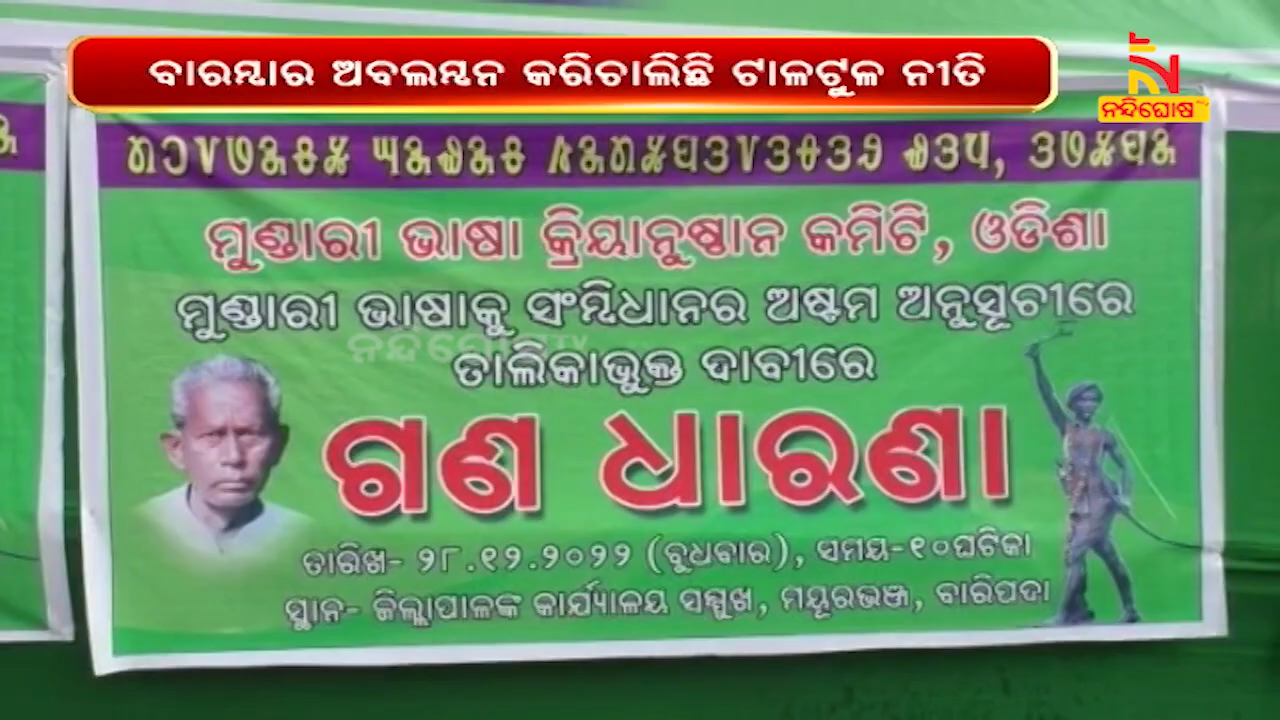 ବାରମ୍ବାର ଅବଲମ୍ବନ କରିଚାଲିଛି ଟାଳଟୁଳ ନୀତି
ନନ୍ଦିଘୋଷ
ମୁଣ୍ଡାରୀ ଭାଷା କ୍ରିୟାନୁଷ୍ଠାନ କମିଟି, ଓଡିଶା
ମୁଣ୍ଡାରୀ ଭାଷାକୁ ସଂମ୍ବିଧାନର ଅଷ୍ଟମ ଅନୁସୂଚୀରେ
ତାଲିକାଭୁକ୍ତ ଦାବୀରେ
ଗଣ ଧାରଣା
ତାରିଖ- ୨୮.୧୨.୨୦୨୨ (ବୁଧବାର), ସମୟ-୧୦ଘଟିକା
ସ୍ଥାନ- ଜିଲ୍ଲାପାଳଙ୍କ କାର୍ଯ୍ୟାଳୟ ସମ୍ମୁଖ, ମୟୂରଭଞ୍ଜ, ବାରିପଦା